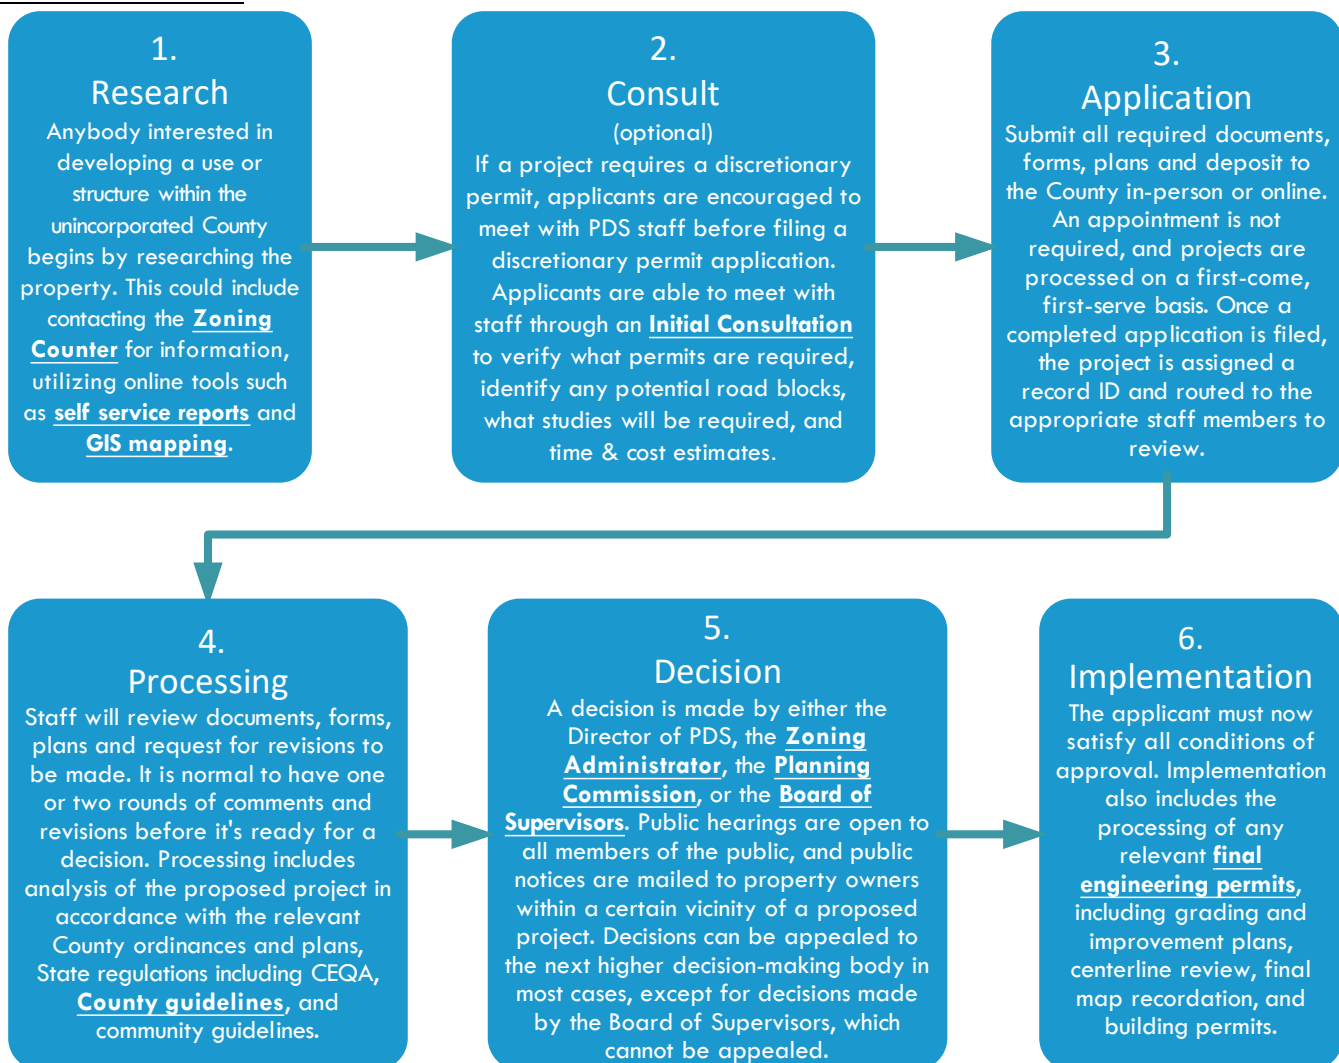 1.
Research
Anybody interested in
developing a use or
structure within the
unincorporated County
begins by researching the
property. This could include
contacting the Zoning
Counter for information,
utilizing online tools such
as self service reports and
GIS mapping.
2.
Consult
(optional)
If a project requires a discretionary
permit, applicants are encouraged to
meet with PDS staff before filing a
discretionary permit application.
Applicants are able to meet with
staff through an Initial Consultation
to verify what permits are required,
identify any potential road blocks,
what studies will be required, and
time & cost estimates.
3.
Application
Submit all required documents,
forms, plans and deposit to
the County in-person or online.
An appointment is not
required, and projects are
processed on a first-come,
first-serve basis. Once a
completed application is filed,
the project is assigned a
record ID and routed to the
appropriate staff members to
review.
4.
Processing
Staff will review documents, forms,
plans and request for revisions to
be made. It is normal to have one
or two rounds of comments and
revisions before it's ready for a
decision. Processing includes
analysis of the proposed project in
accordance with the relevant
County ordinances and plans,
State regulations including CEQA,
County guidelines, and
community guidelines.
5.
Decision
A decision is made by either the
Director of PDS, the Zoning
Administrator, the Planning
Commission, or the Board of
Supervisors. Public hearings are open to
all members of the public, and public
notices are mailed to property owners
within a certain vicinity of a proposed
project. Decisions can be appealed to
the next higher decision-making body in
most cases, except for decisions made
by the Board of Supervisors, which
cannot be appealed.
6.
Implementation
The applicant must now
satisfy all conditions of
approval. Implementation
also includes the
processing of any
relevant final
engineering permits,
including grading and
improvement plans,
centerline review, final
map recordation, and
building permits.